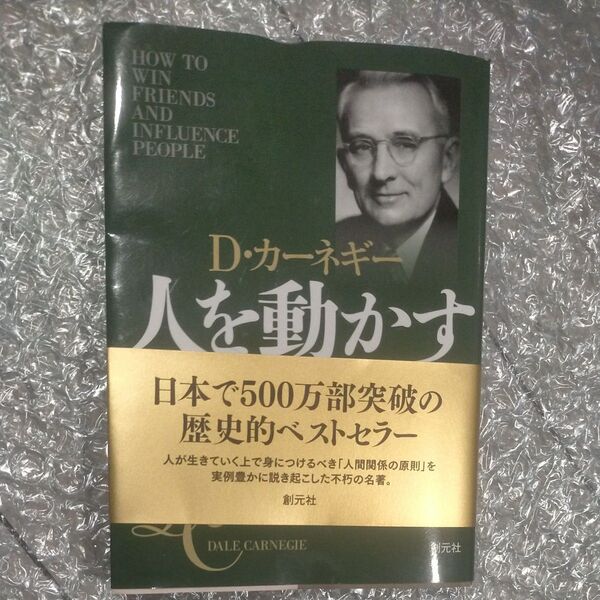 HOW TO
WIN
FRIENDS
AND
INFLUENCE
PEOPLE
D・カーネギー
人を動かす
日本で500万部突破の
歴史的ベストセラー
人が生きていく上で身につけるべき「人間関係の原則」を
実例豊かに説き起こした不朽の名著。
創元社
DALE CARNEGIE
創元社